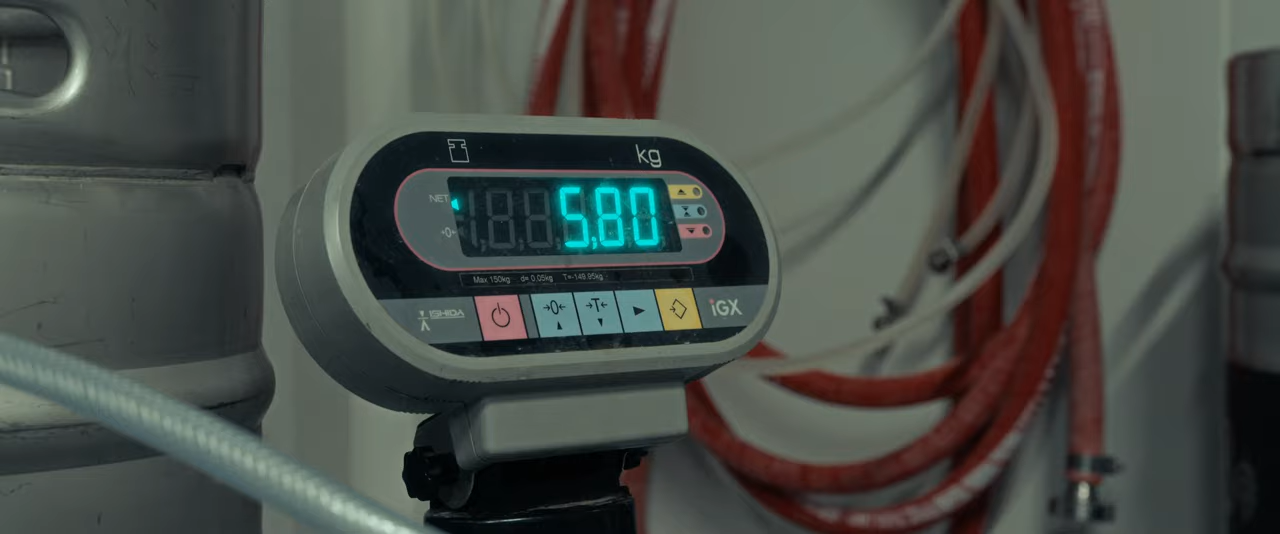 kg
NET
5.80
→0←
Max 150kg d= 0.05kg T=-149.95kg
ISHIDA
→0←
→T←
iGX